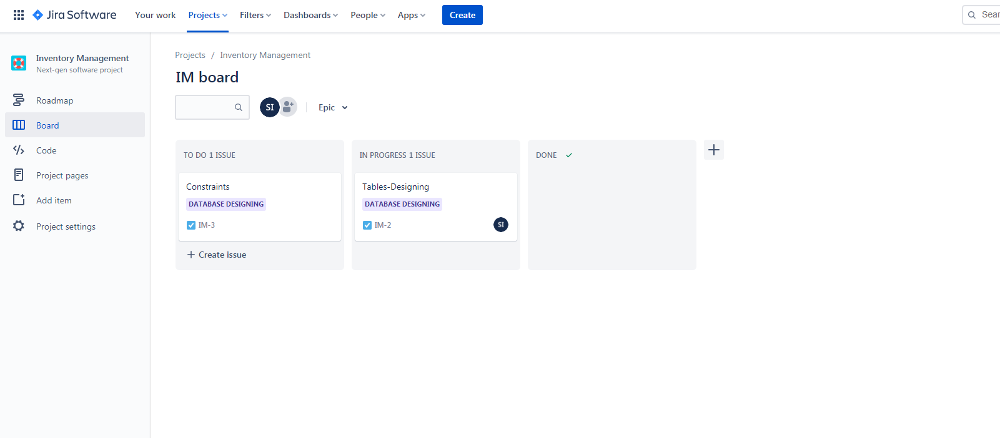 Jira Software Your work Projects Filters Dashboards People Apps Create
Inventory Management
Next-gen software project
Roadmap
Board
Code
Project pages
Add item
Project settings
Projects / Inventory Management
IM board
SI Epic
TO DO 1 ISSUE
Constraints
DATABASE DESIGNING
IM-3
+ Create issue
IN PROGRESS 1 ISSUE
Tables-Designing
DATABASE DESIGNING
IM-2 SI
DONE